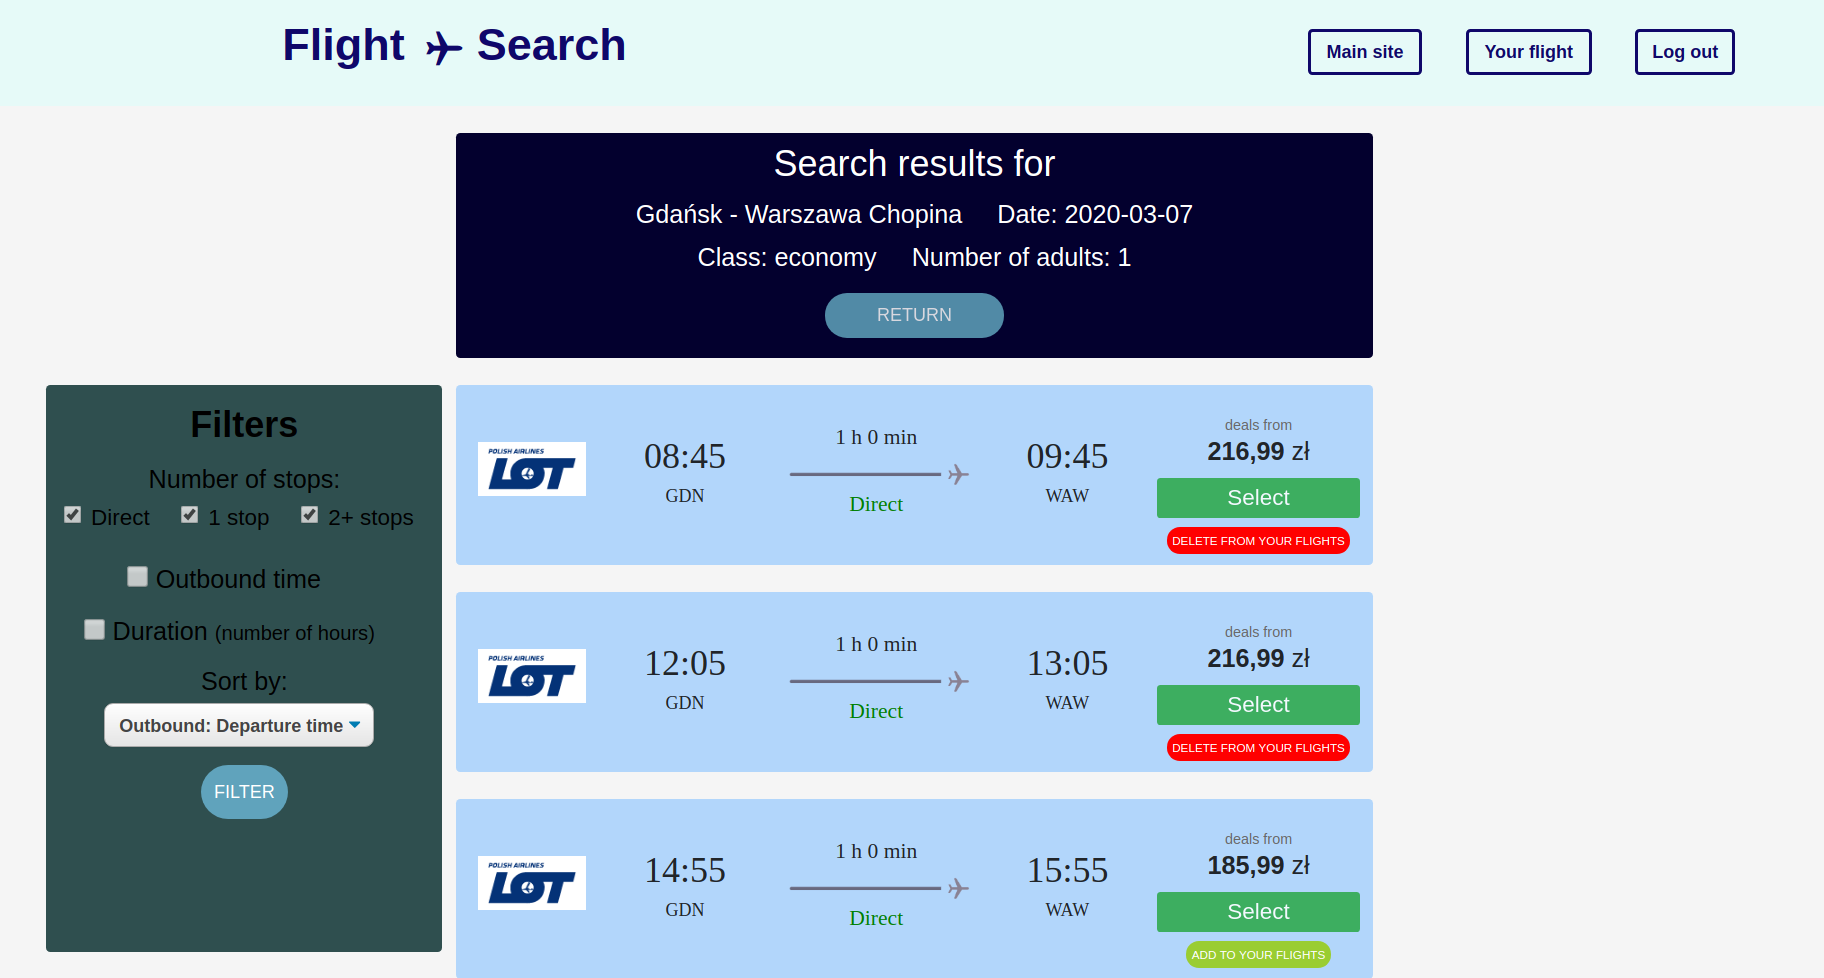 Flight Search
Main site
Your flight
Log out
Search results for
Gdańsk - Warszawa Chopina Date: 2020-03-07
Class: economy Number of adults: 1
RETURN
Filters
Number of stops:
Direct 1 stop 2+ stops
Outbound time
Duration (number of hours)
Sort by:
Outbound: Departure time
FILTER
POLISH AIRLINES
LOT
08:45
GDN
1 h 0 min
Direct
09:45
WAW
deals from
216,99 zł
Select
DELETE FROM YOUR FLIGHTS
POLISH AIRLINES
LOT
12:05
GDN
1 h 0 min
Direct
13:05
WAW
deals from
216,99 zł
Select
DELETE FROM YOUR FLIGHTS
POLISH AIRLINES
LOT
14:55
GDN
1 h 0 min
Direct
15:55
WAW
deals from
185,99 zł
Select
ADD TO YOUR FLIGHTS